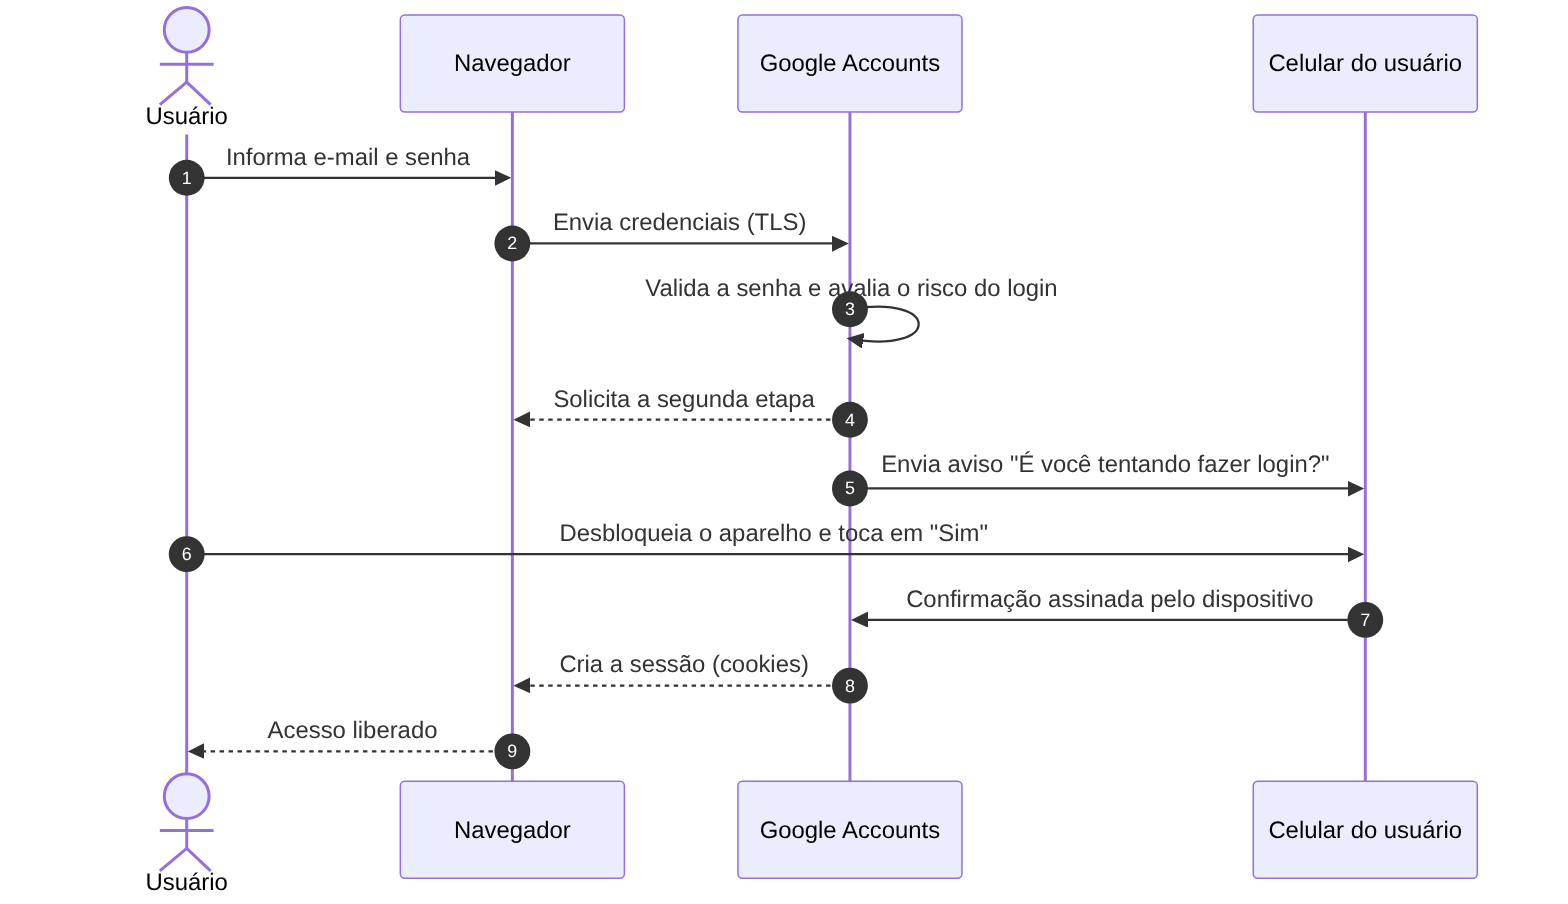 Usuário
Navegador
Google Accounts
Celular do usuário
Informa e-mail e senha
1
Envia credenciais (TLS)
2
Valida a senha e avalia o risco do login
3
Solicita a segunda etapa
4
Envia aviso "É você tentando fazer login?"
5
Desbloqueia o aparelho e toca em "Sim"
6
Confirmação assinada pelo dispositivo
7
Cria a sessão (cookies)
8
Acesso liberado
9
Usuário
Navegador
Google Accounts
Celular do usuário